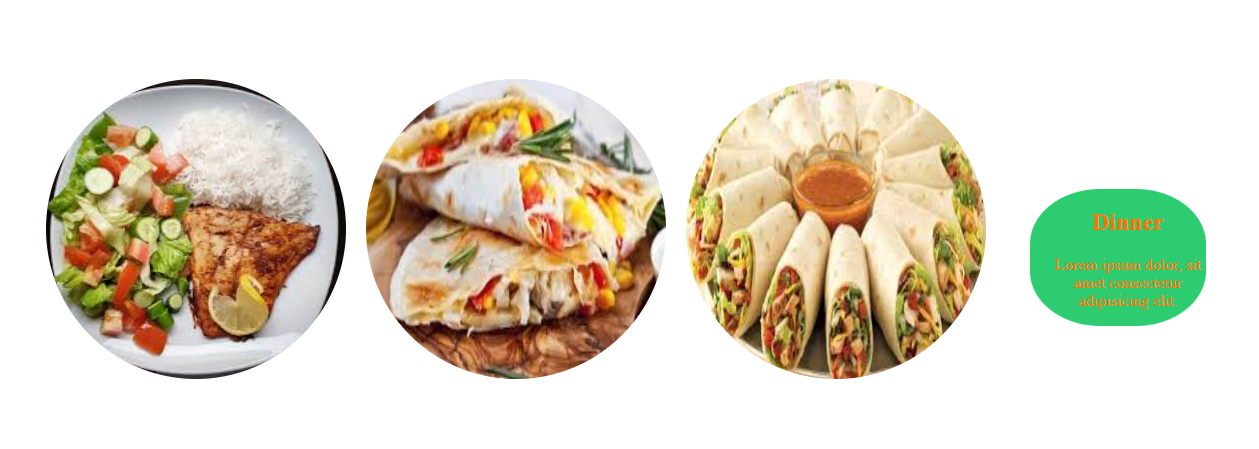 Dinner
Lorem ipsum dolor, sit
amet consectetur
adipisicing elit.